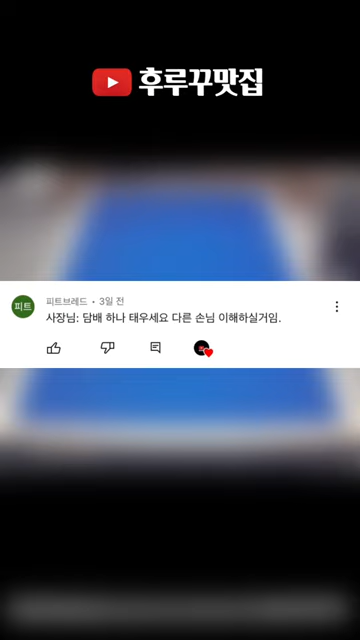 후루꾸맛집
피트
피트브레드 • 3일 전
사장님: 담배 하나 태우세요 다른 손님 이해하실거임.